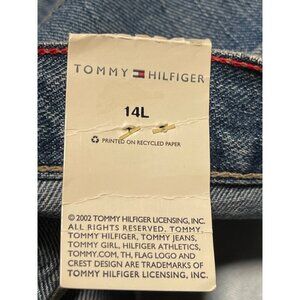 TOMMY HILFIGER
14L
PRINTED ON RECYCLED PAPER
©2002 TOMMY HILFIGER LICENSING, INC.
ALL RIGHTS RESERVED. TOMMY,
TOMMY HILFIGER, TOMMY JEANS,
TOMMY GIRL, HILFIGER ATHLETICS,
TOMMY.COM, TH, FLAG LOGO AND
CREST DESIGN ARE TRADEMARKS OF
TOMMY HILFIGER LICENSING, INC.